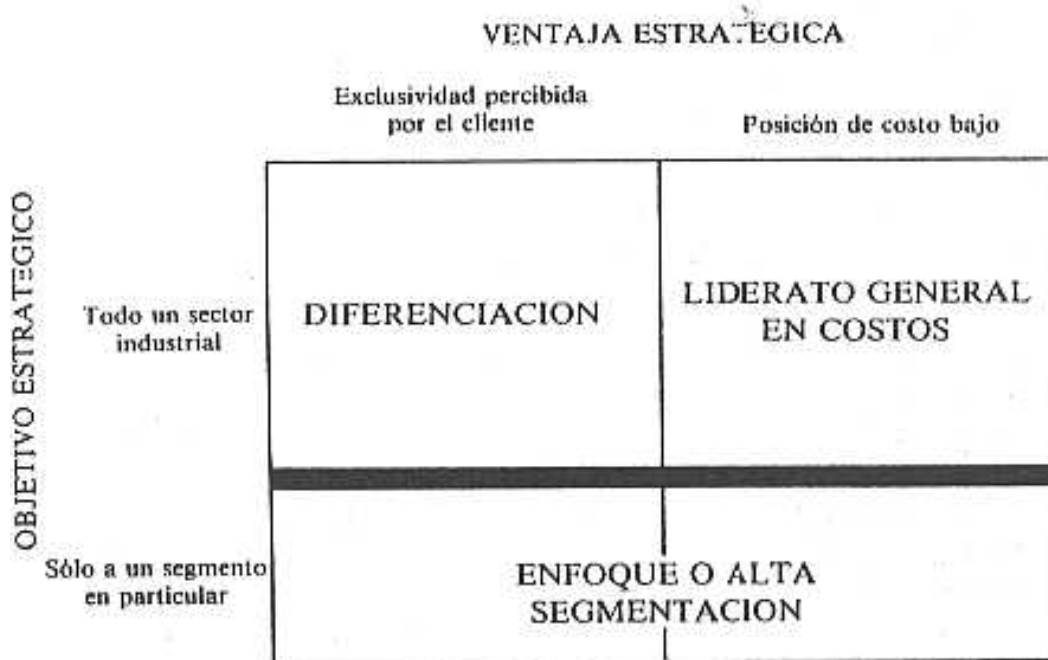 VENTAJA ESTRATEGICA
Exclusividad percibida
por el cliente
Posición de costo bajo
OBJETIVO ESTRATEGICO
Todo un sector
industrial
DIFERENCIACION
LIDERATO GENERAL
EN COSTOS
Sólo a un segmento
en particular
ENFOQUE O ALTA
SEGMENTACION